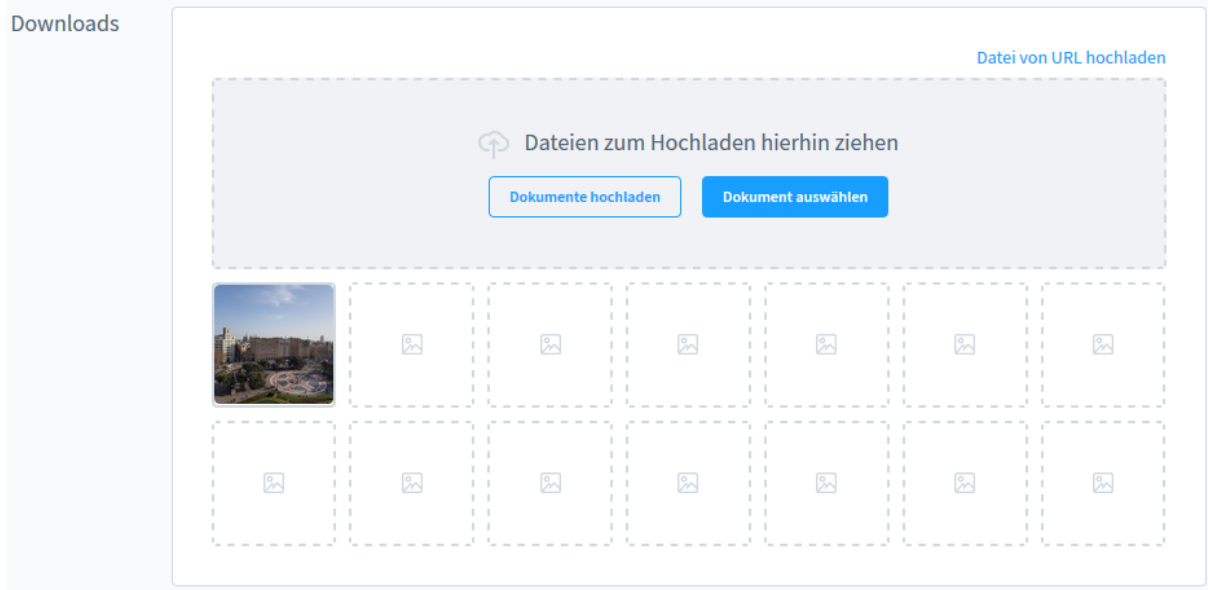 Downloads
Datei von URL hochladen
Dateien zum Hochladen hierhin ziehen
Dokumente hochladen
Dokument auswählen